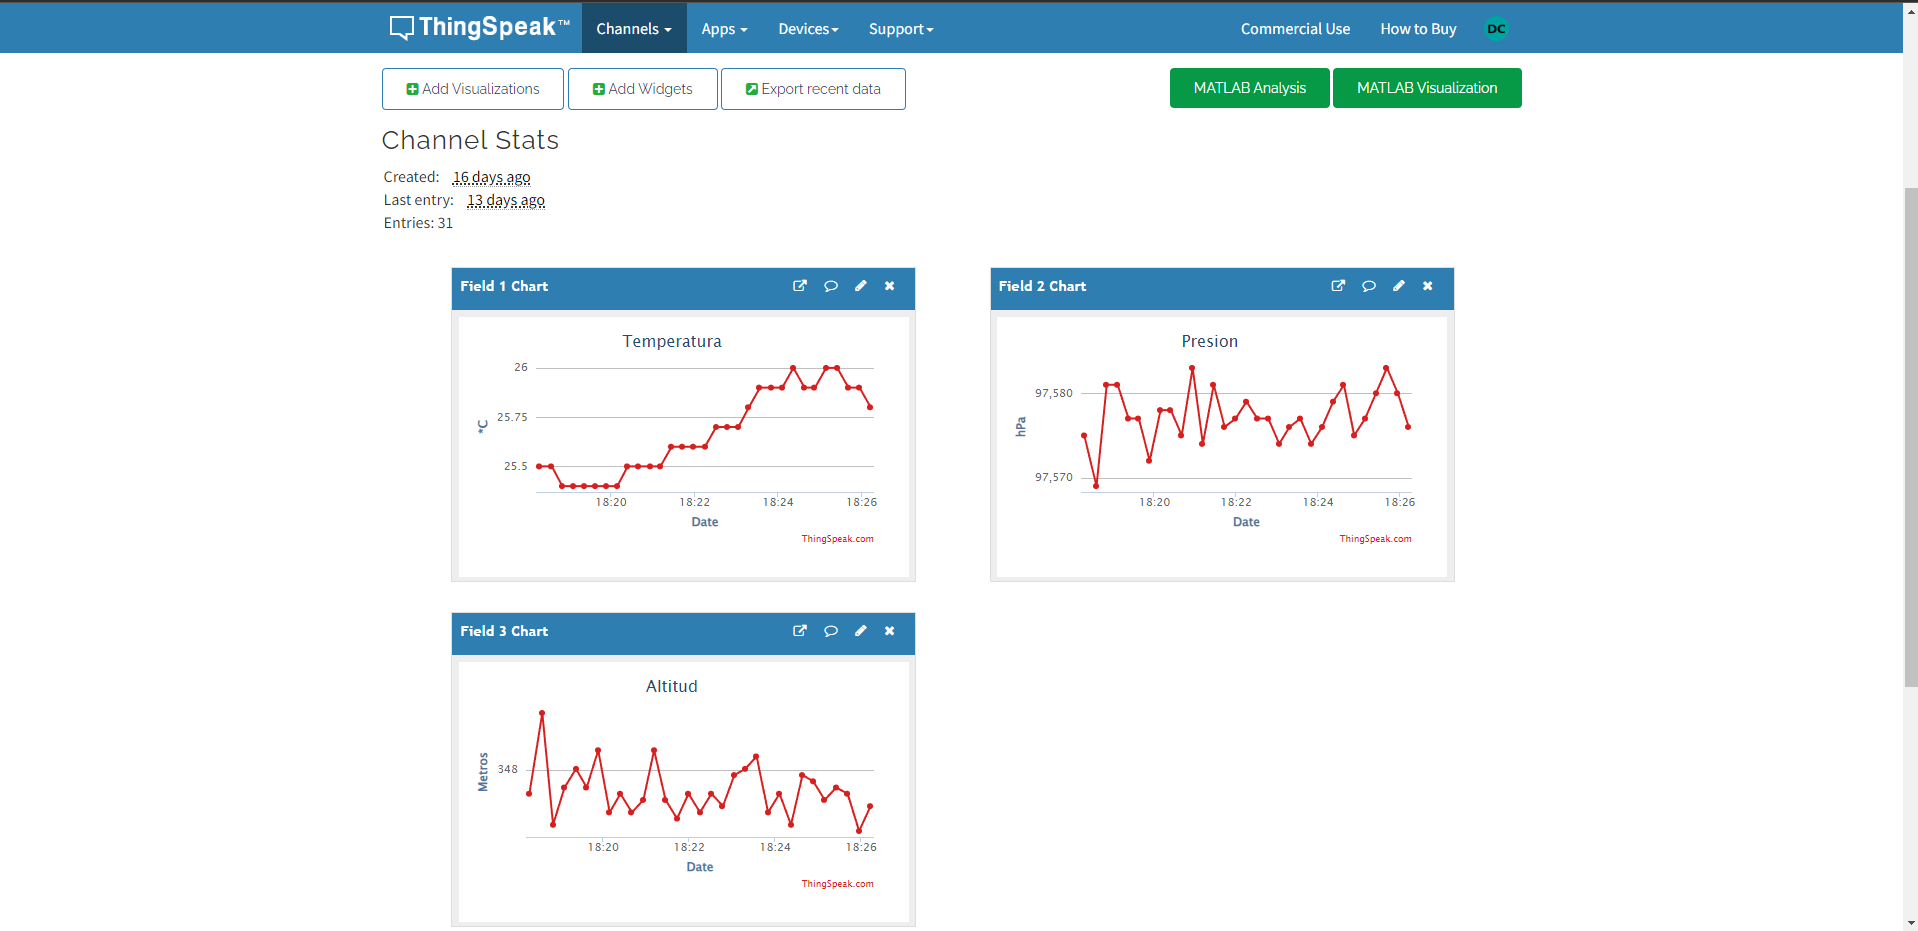 ThingSpeak™ Channels Apps Devices Support Commercial Use How to Buy DC
Add Visualizations Add Widgets Export recent data MATLAB Analysis MATLAB Visualization
Channel Stats
Created: 16 days ago
Last entry: 13 days ago
Entries: 31
Field 1 Chart
Temperatura
26
25.75
25.5
*C
18:20 18:22 18:24 18:26
Date
ThingSpeak.com
Field 2 Chart
Presion
97,580
97,570
hPa
18:20 18:22 18:24 18:26
Date
ThingSpeak.com
Field 3 Chart
Altitud
348
Metros
18:20 18:22 18:24 18:26
Date
ThingSpeak.com